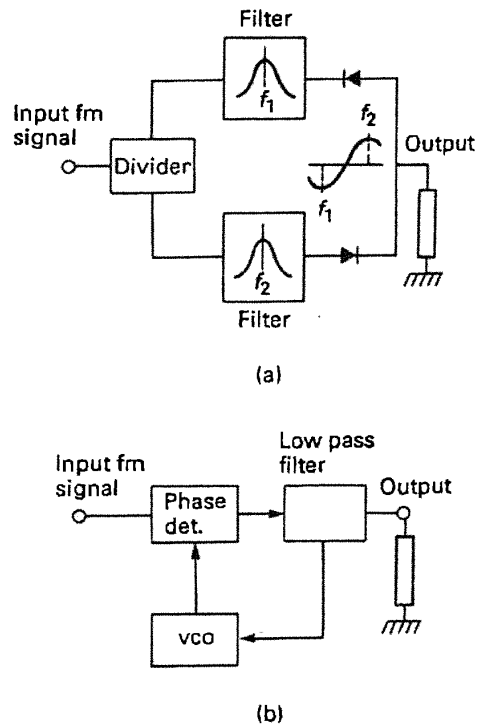 Filter
f1
Input fm
signal
Divider
f2
Output
f1
f2
Filter
(a)
Input fm
signal
Phase
det.
Low pass
filter
Output
vco
(b)